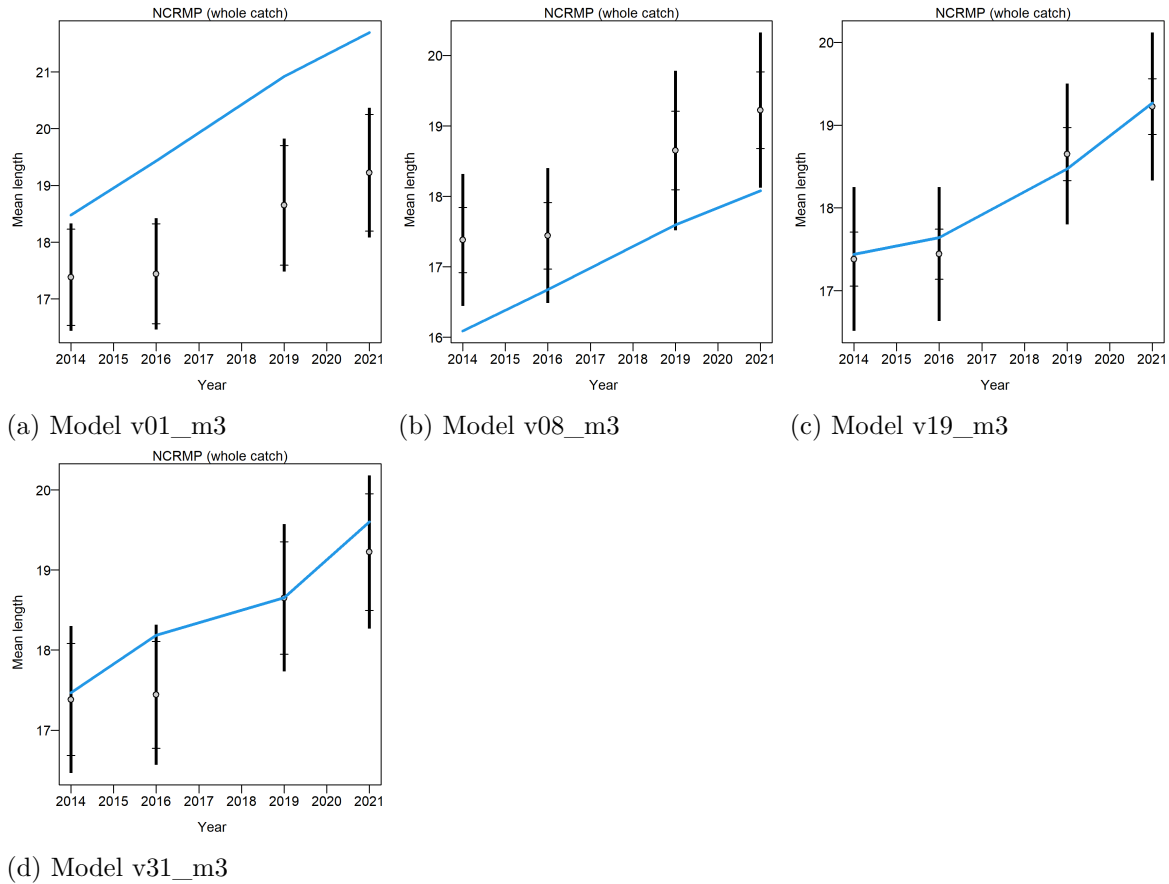 NCRMP (whole catch)
Mean length
21
20
19
18
17
2014 2015 2016 2017 2018 2019 2020 2021
Year
(a) Model v01_m3
NCRMP (whole catch)
Mean length
20
19
18
17
16
2014 2015 2016 2017 2018 2019 2020 2021
Year
(b) Model v08_m3
NCRMP (whole catch)
Mean length
20
19
18
17
2014 2015 2016 2017 2018 2019 2020 2021
Year
(c) Model v19_m3
NCRMP (whole catch)
Mean length
20
19
18
17
2014 2015 2016 2017 2018 2019 2020 2021
Year
(d) Model v31_m3